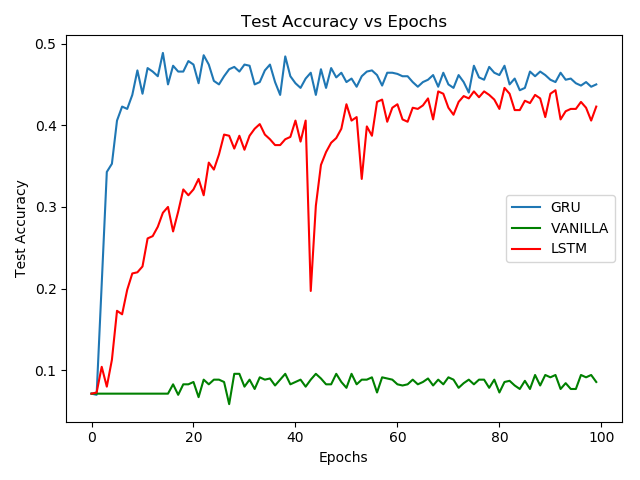 Test Accuracy vs Epochs
Test Accuracy
0.5
0.4
0.3
0.2
0.1
GRU
VANILLA
LSTM
0 20 40 60 80 100
Epochs